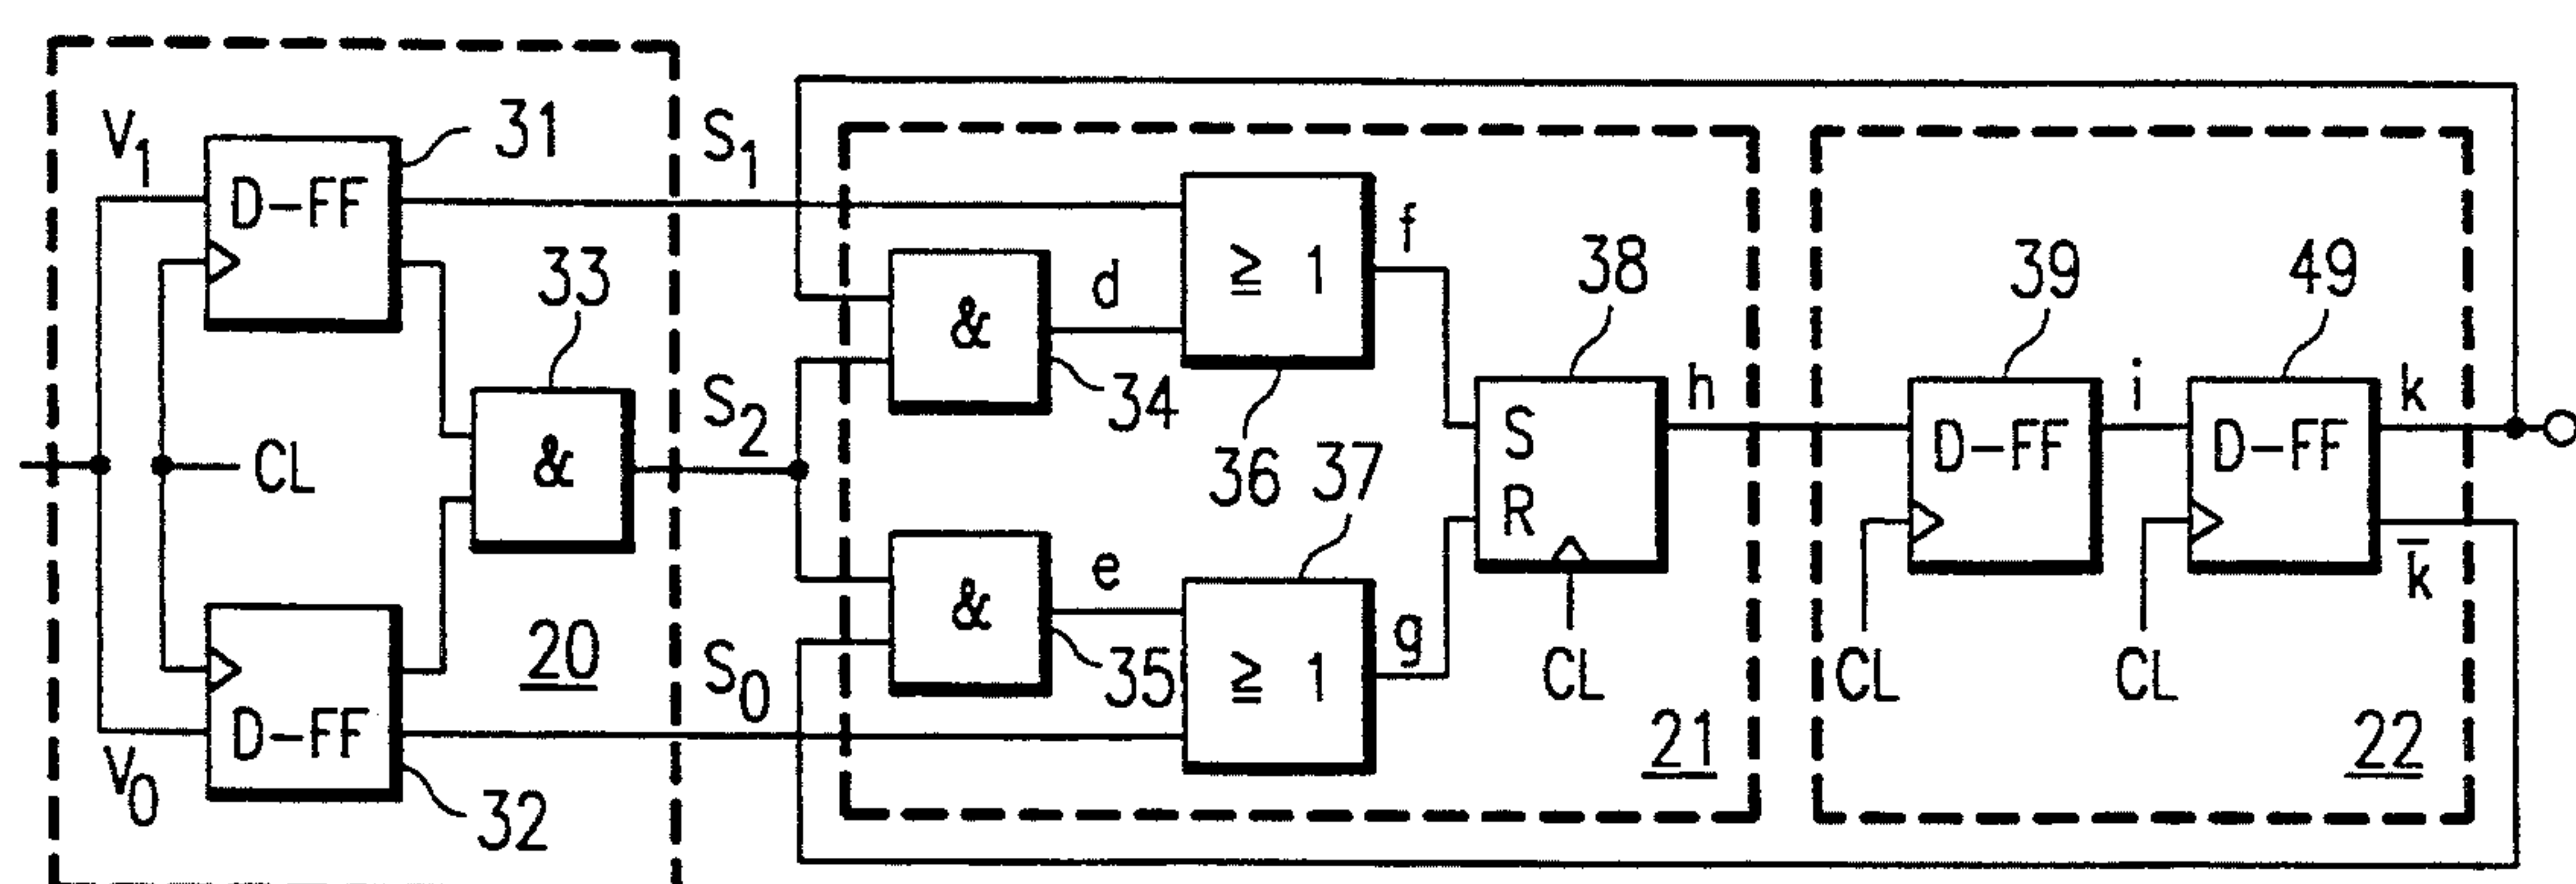 V1
D-FF
31
S1
33
&
CL
S2
20
S0
D-FF
V0
32
&
d
34
≧ 1
f
36
37
&
e
35
≧ 1
g
38
S
R
h
CL
21
39
D-FF
i
CL
49
D-FF
k
k̅
CL
22